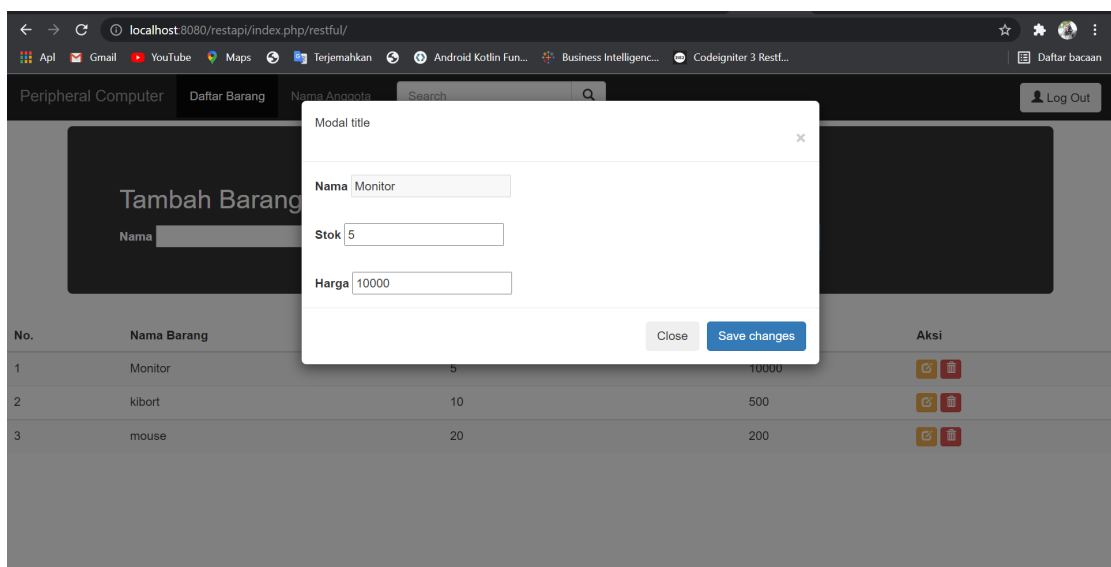 localhost:8080/restapi/index.php/restful/
Apl Gmail YouTube Maps Terjemahkan Android Kotlin Fun... Business Intelligenc... Codeigniter 3 Restf... Daftar bacaan
Peripheral Computer Daftar Barang Nama Anggota Search Log Out
Modal title
×
Tambah Barang
Nama
Nama Monitor
Stok 5
Harga 10000
Close Save changes
No. Nama Barang Aksi
1 Monitor 5 10000
2 kibort 10 500
3 mouse 20 200